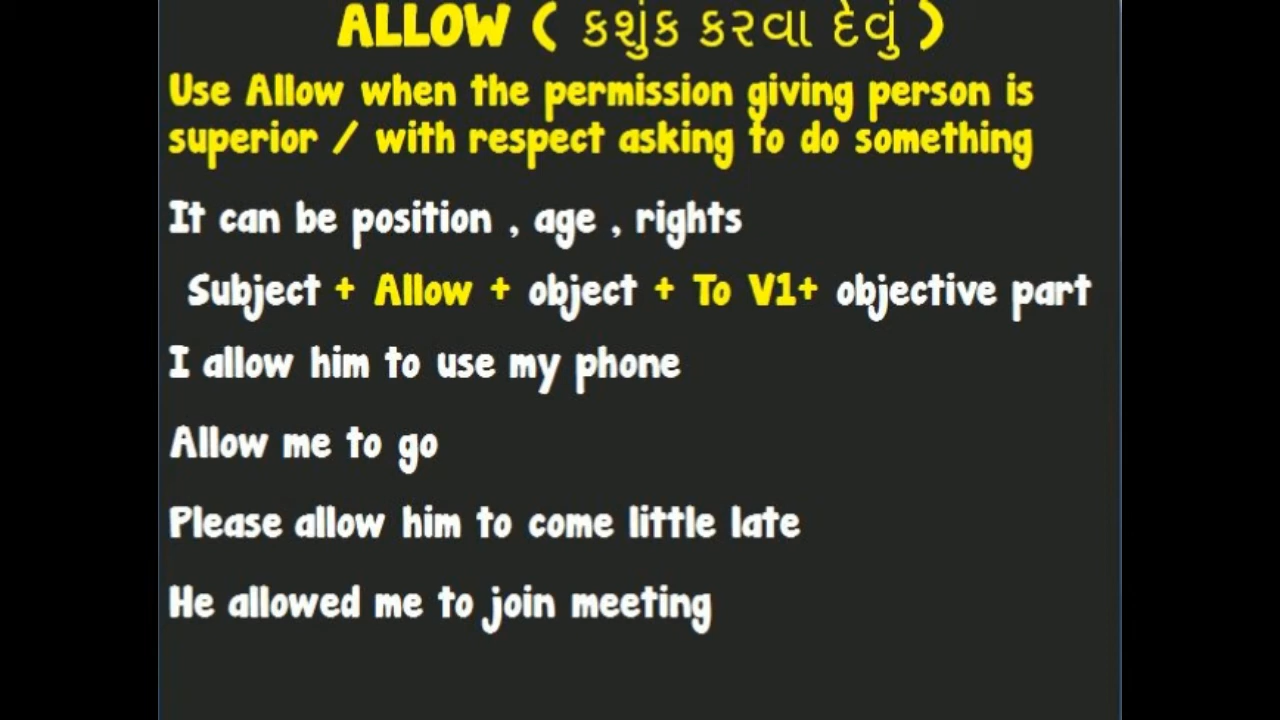 ALLOW ( કશુંક કરવા દેવું )
Use Allow when the permission giving person is
superior / with respect asking to do something
It can be position , age , rights
Subject + Allow + object + To V1+ objective part
I allow him to use my phone
Allow me to go
Please allow him to come little late
He allowed me to join meeting